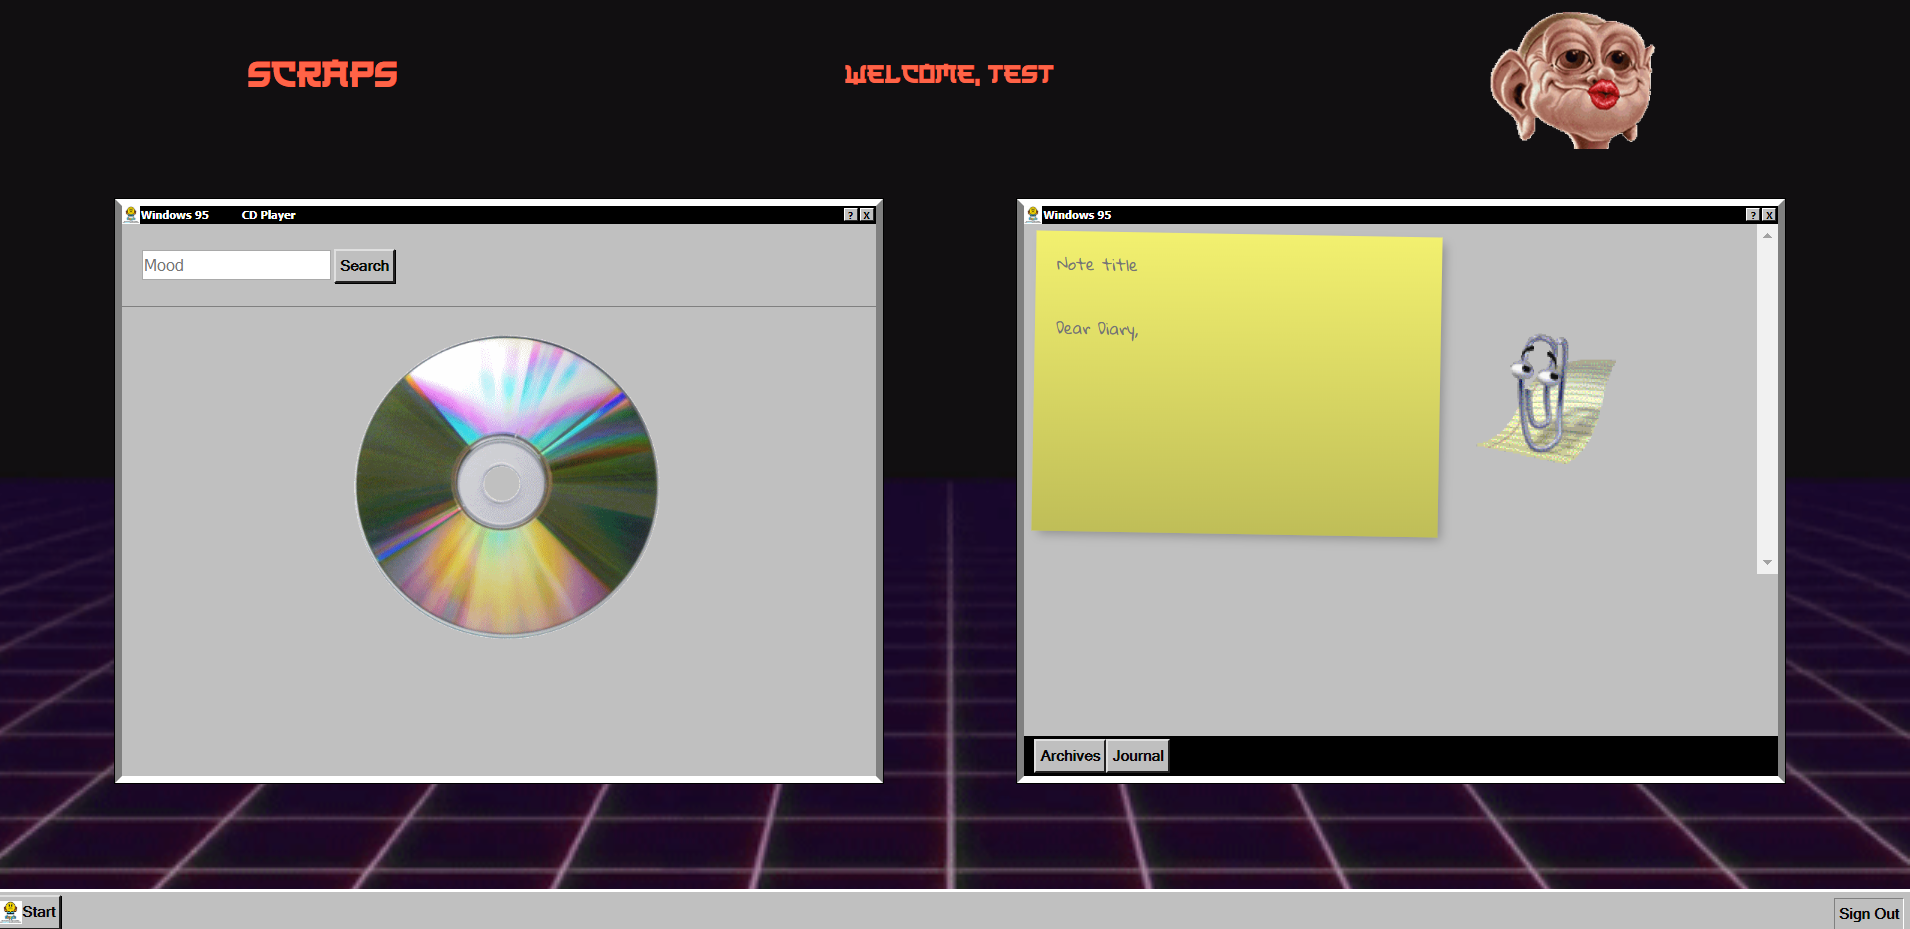 SCRAPS
WELCOME, TEST
Windows 95 CD Player ? X
Mood Search
Windows 95 ? X
Note title
Dear Diary,
Archives Journal
Start
Sign Out